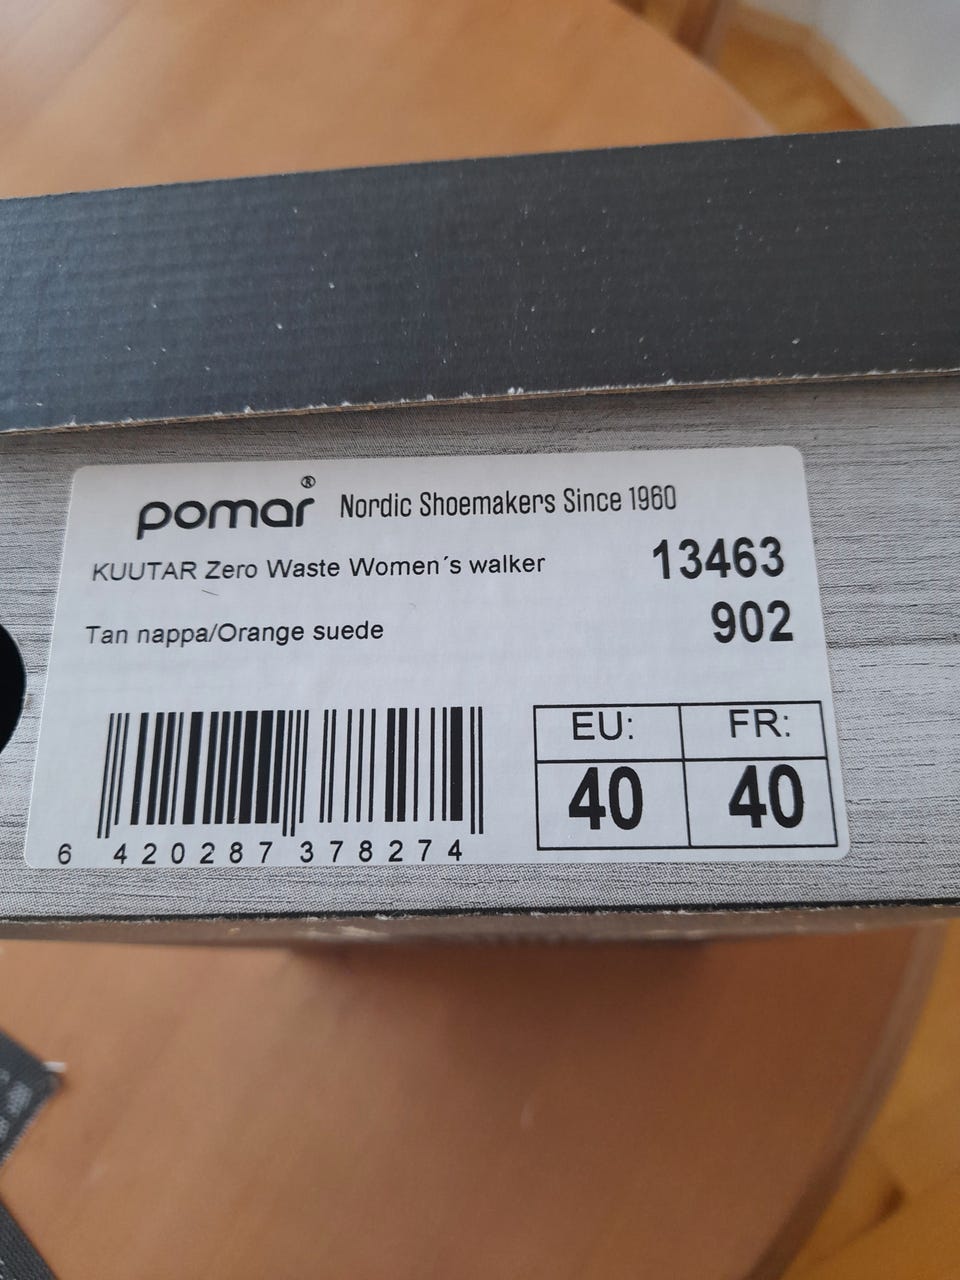 pomar® Nordic Shoemakers Since 1960
KUUTAR Zero Waste Women´s walker 13463
Tan nappa/Orange suede 902
EU: FR:
40 40
6 420287 378274